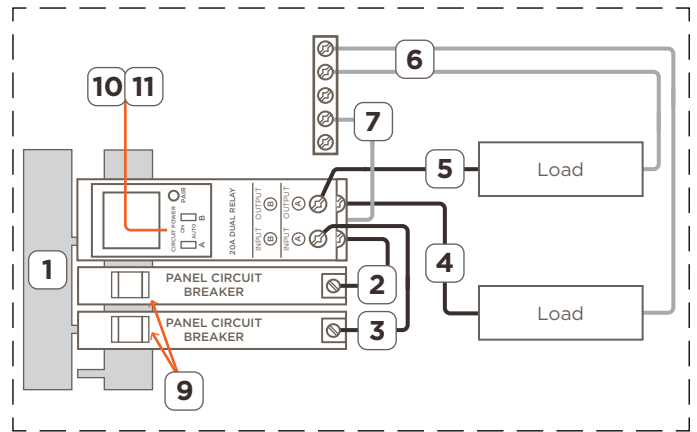 10 11
6
7
5
Load
1
CIRCUIT POWER
ON
AUTO
A B
PAIR
20A DUAL RELAY
INPUT OUTPUT
B B
INPUT OUTPUT
A A
4
PANEL CIRCUIT
BREAKER
2
Load
PANEL CIRCUIT
BREAKER
3
9